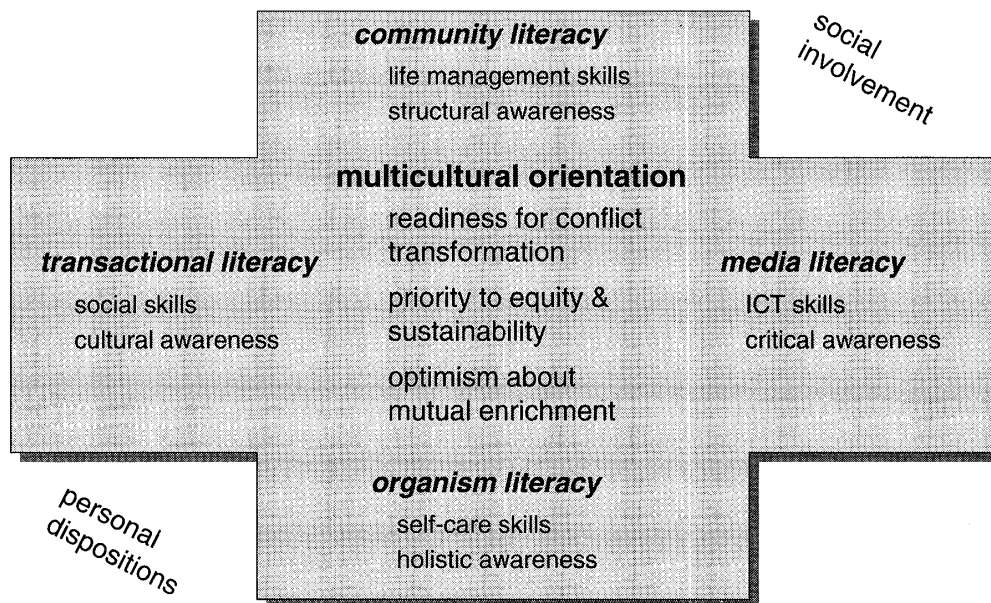 community literacy
life management skills
structural awareness
social
involvement
multicultural orientation
readiness for conflict
transformation
priority to equity &
sustainability
optimism about
mutual enrichment
transactional literacy
social skills
cultural awareness
media literacy
ICT skills
critical awareness
organism literacy
self-care skills
holistic awareness
personal
dispositions